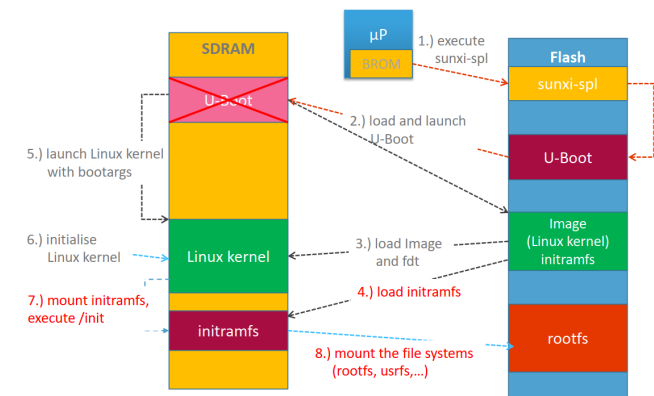 SDRAM
µP
BROM
1.) execute
sunxi-spl
Flash
sunxi-spl
U-Boot
2.) load and launch
U-Boot
U-Boot
5.) launch Linux kernel
with bootargs
6.) initialise
Linux kernel
Linux kernel
3.) load Image
and fdt
Image
(Linux kernel)
initramfs
7.) mount initramfs,
execute /init
4.) load initramfs
initramfs
8.) mount the file systems
(rootfs, usrfs,...)
rootfs